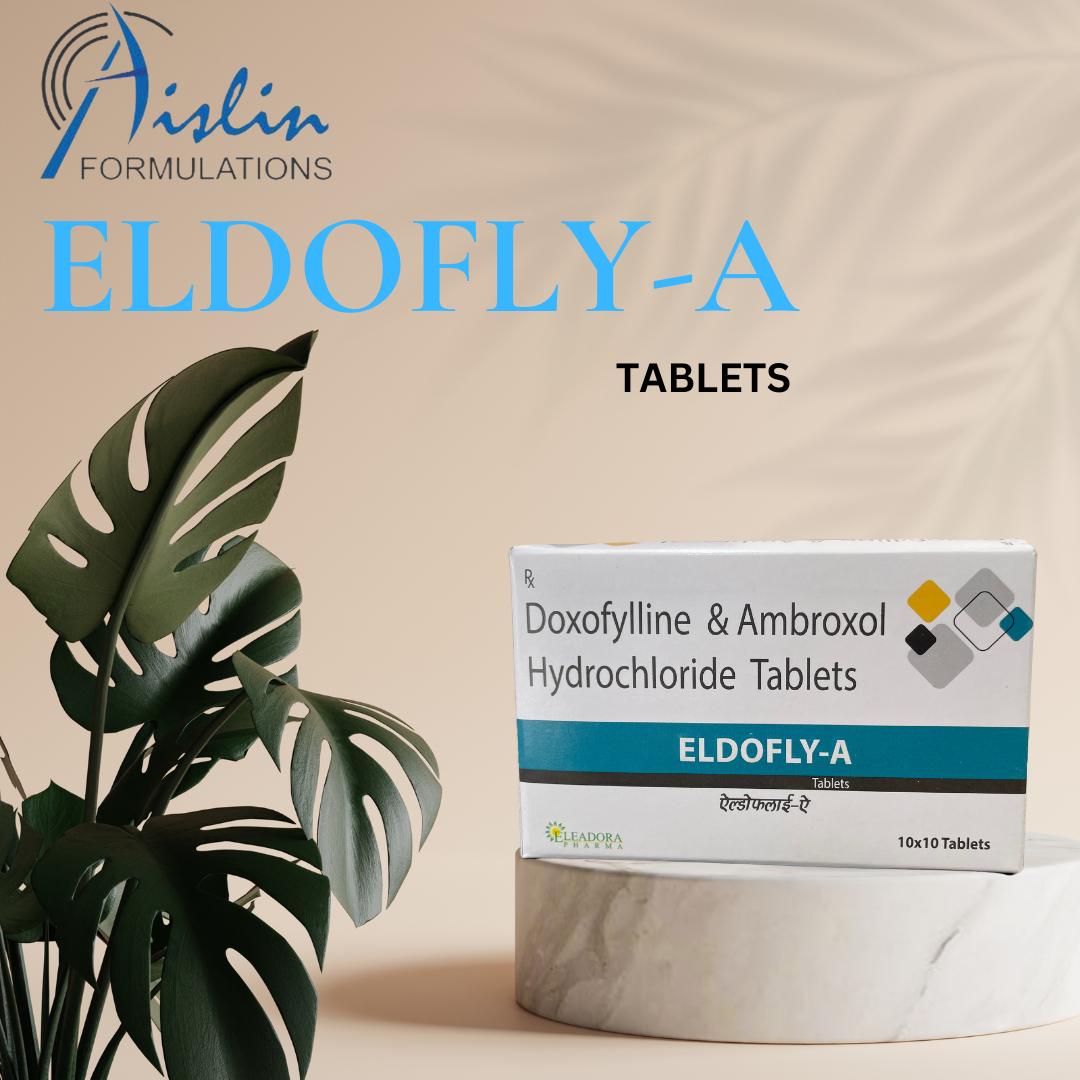 Aislin
FORMULATIONS
ELDOFLY-A
TABLETS
Rx
Doxofylline & Ambroxol
Hydrochloride Tablets
ELDOFLY-A
Tablets
ऐल्डोफलाई-ऐ
ELEADORA
PHARMA
10x10 Tablets